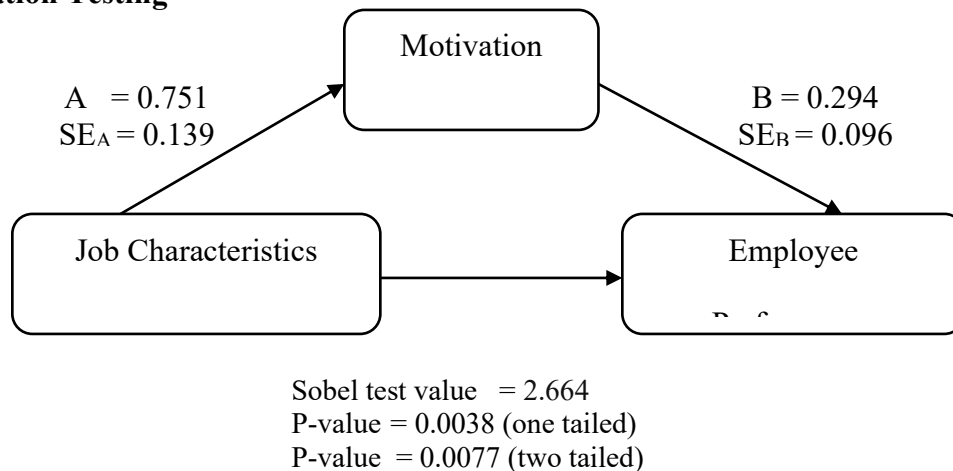 Testing
Motivation
A = 0.751
SEA = 0.139
B = 0.294
SEB = 0.096
Job Characteristics
Employee
Sobel test value = 2.664
P-value = 0.0038 (one tailed)
P-value = 0.0077 (two tailed)